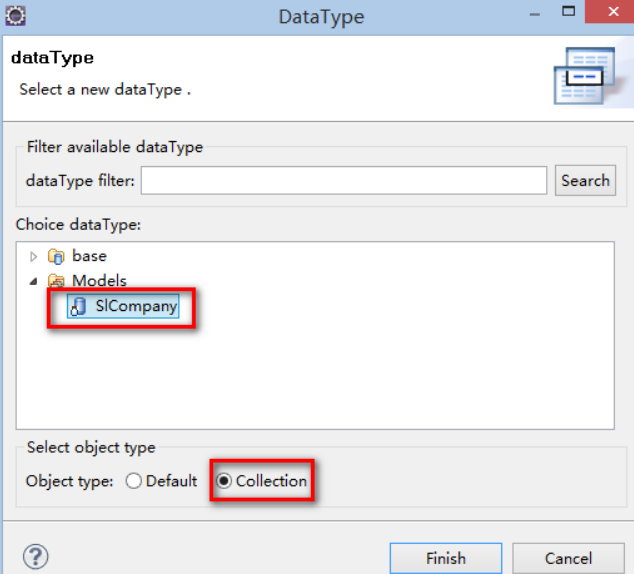 DataType
dataType
Select a new dataType .
Filter available dataType
dataType filter: Search
Choice dataType:
base
Models
SlCompany
Select object type
Object type: Default Collection
Finish Cancel